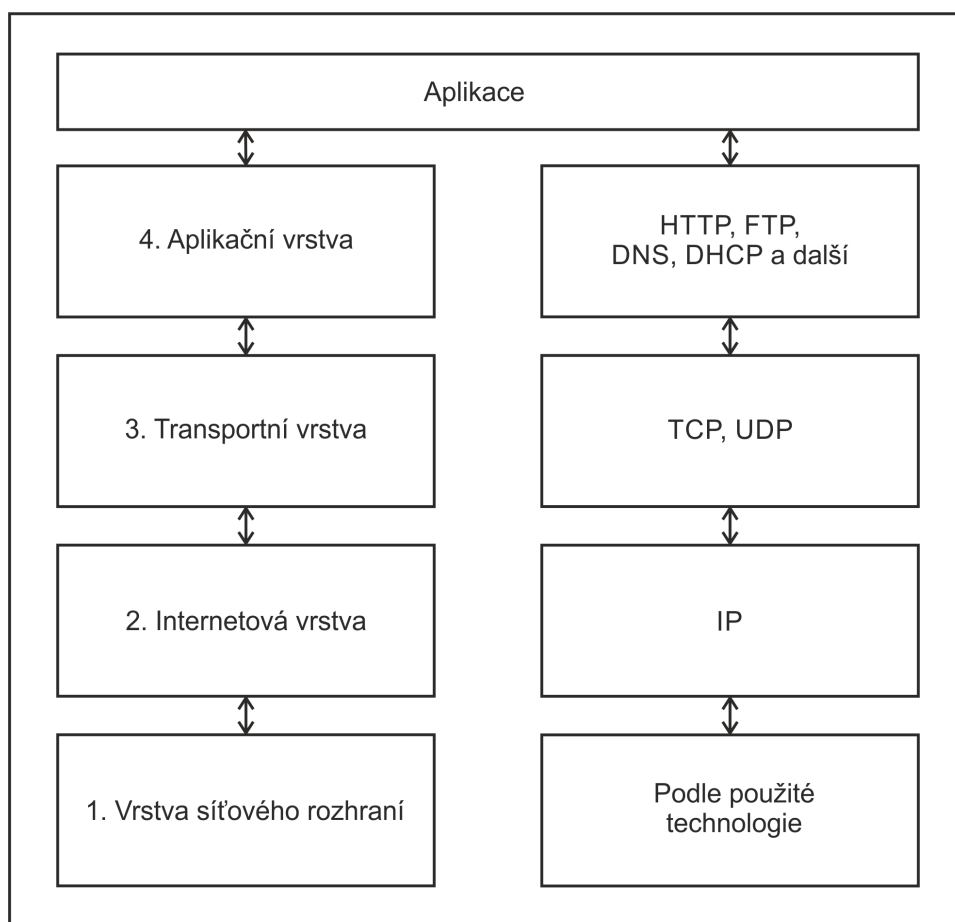 Aplikace
4. Aplikační vrstva
HTTP, FTP,
DNS, DHCP a další
3. Transportní vrstva
TCP, UDP
2. Internetová vrstva
IP
1. Vrstva síťového rozhraní
Podle použité
technologie